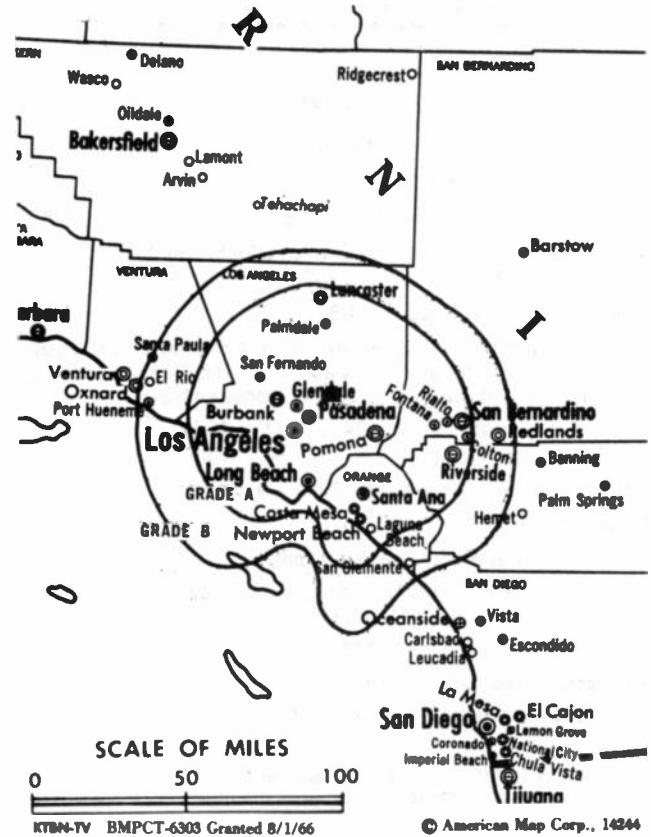 R
ERN
Delano
Wasco
Ridgecrest
SAN BERNARDINO
Oildale
Bakersfield
Lamont
Arvin
N
Tehachapi
BARA
VENTURA
LOS ANGELES
Barstow
I
Lancaster
arbara
Palmdale
Santa Paula
San Fernando
Ventura
El Rio
Oxnard
Glendale
Port Hueneme
Burbank
Pasadena
Fontana
Rialto
San Bernardino
Los Angeles
Pomona
Redlands
Colton
Riverside
Banning
Long Beach
ORANGE
GRADE A
Santa Ana
Palm Springs
Costa Mesa
GRADE B
Newport Beach
Laguna Beach
Hemet
San Clemente
SAN DIEGO
Oceanside
Vista
Carlsbad
Escondido
Leucadia
La Mesa
El Cajon
San Diego
Lemon Grove
Coronado
National City
Imperial Beach
Chula Vista
Tijuana
SCALE OF MILES
0 50 100
KTBN-TV BMPCT-6303 Granted 8/1/66
© American Map Corp., 14244